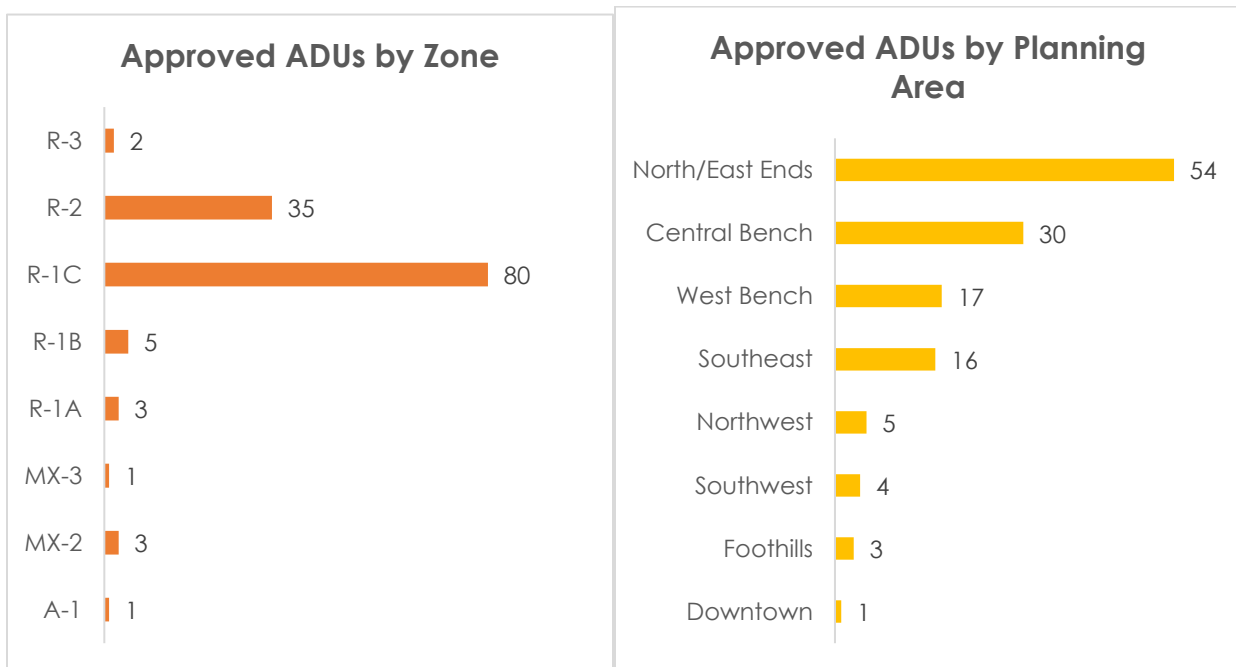 Approved ADUs by Zone
R-3 2
R-2 35
R-1C 80
R-1B 5
R-1A 3
MX-3 1
MX-2 3
A-1 1
Approved ADUs by Planning
Area
North/East Ends 54
Central Bench 30
West Bench 17
Southeast 16
Northwest 5
Southwest 4
Foothills 3
Downtown 1